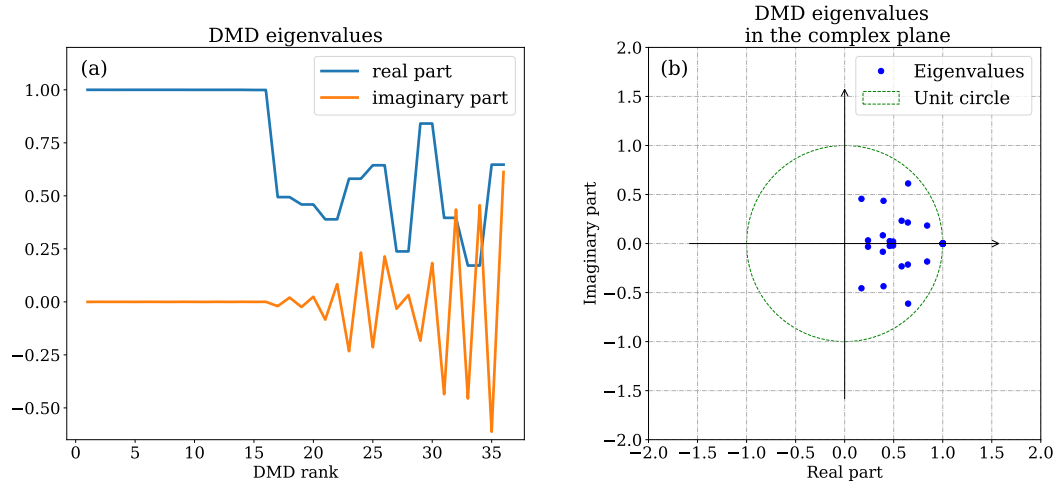 DMD eigenvalues
(a)
real part
imaginary part
1.00
0.75
0.50
0.25
0.00
−0.25
−0.50
0
5
10
15
20
25
30
35
DMD rank
DMD eigenvalues
in the complex plane
(b)
Eigenvalues
Unit circle
Imaginary part
2.0
1.5
1.0
0.5
0.0
−0.5
−1.0
−1.5
−2.0
−2.0
−1.5
−1.0
−0.5
0.0
0.5
1.0
1.5
2.0
Real part